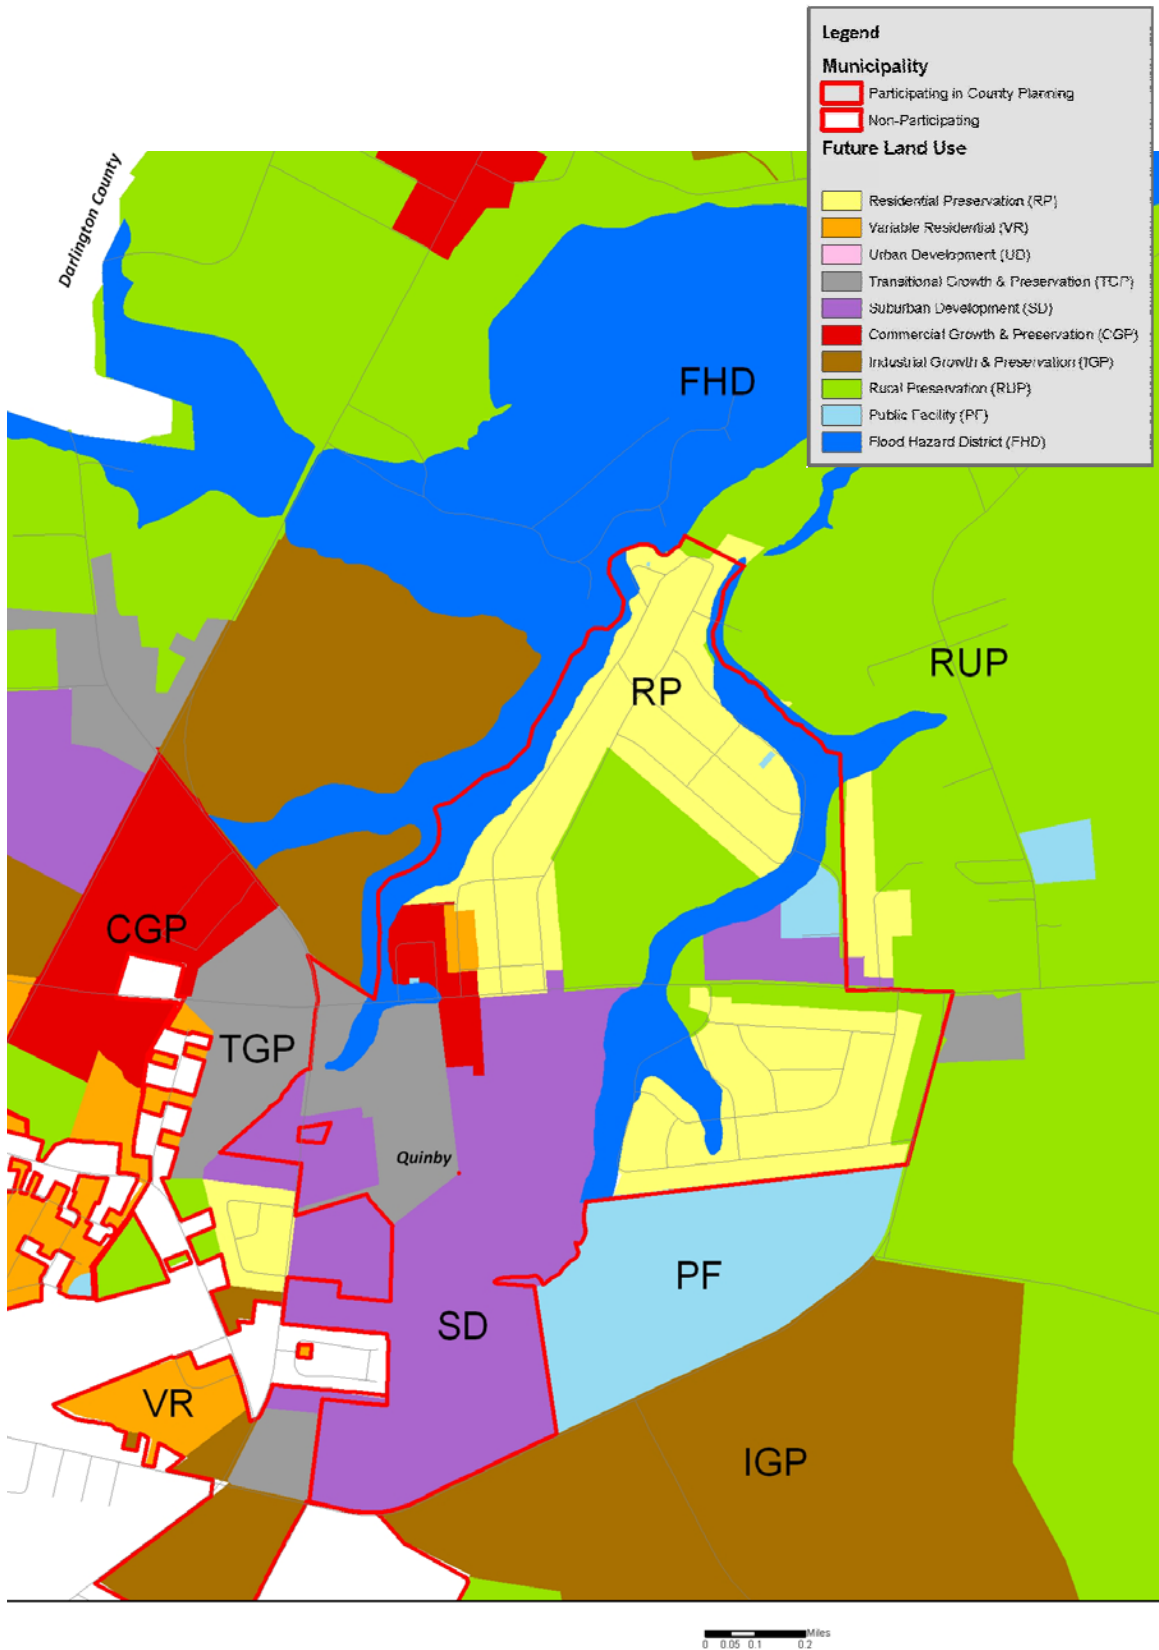 Legend
Municipality
Participating in County Planning
Non-Participating
Future Land Use
Residential Preservation (RP)
Variable Residential (VR)
Urban Development (UD)
Transitional Growth & Preservation (TGP)
Suburban Development (SD)
Commercial Growth & Preservation (CGP)
Industrial Growth & Preservation (IGP)
Rural Preservation (RUP)
Public Facility (PF)
Flood Hazard District (FHD)
Darlington County
FHD
RUP
RP
CGP
TGP
Quinby
PF
SD
VR
IGP
Miles
0 0.05 0.1 0.2